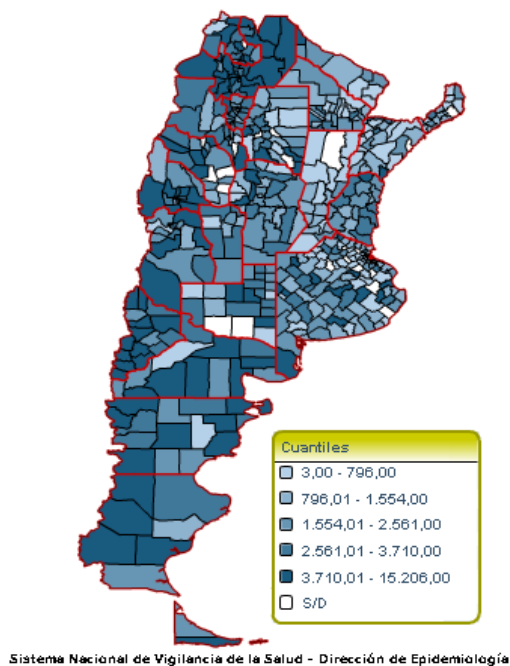 Cuantiles
3,00 - 796,00
796,01 - 1.554,00
1.554,01 - 2.561,00
2.561,01 - 3.710,00
3.710,01 - 15.206,00
S/D
Sistema Nacional de Vigilancia de la Salud - Dirección de Epidemiología